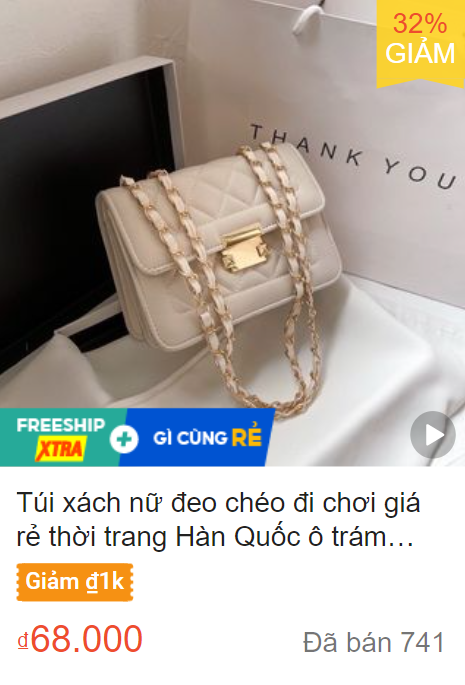 32%
GIẢM
THANK YOU
FREESHIP
XTRA
GÌ CÙNG RẺ
Túi xách nữ đeo chéo đi chơi giá
rẻ thời trang Hàn Quốc ô trám...
Giảm ₫1k
₫68.000
Đã bán 741